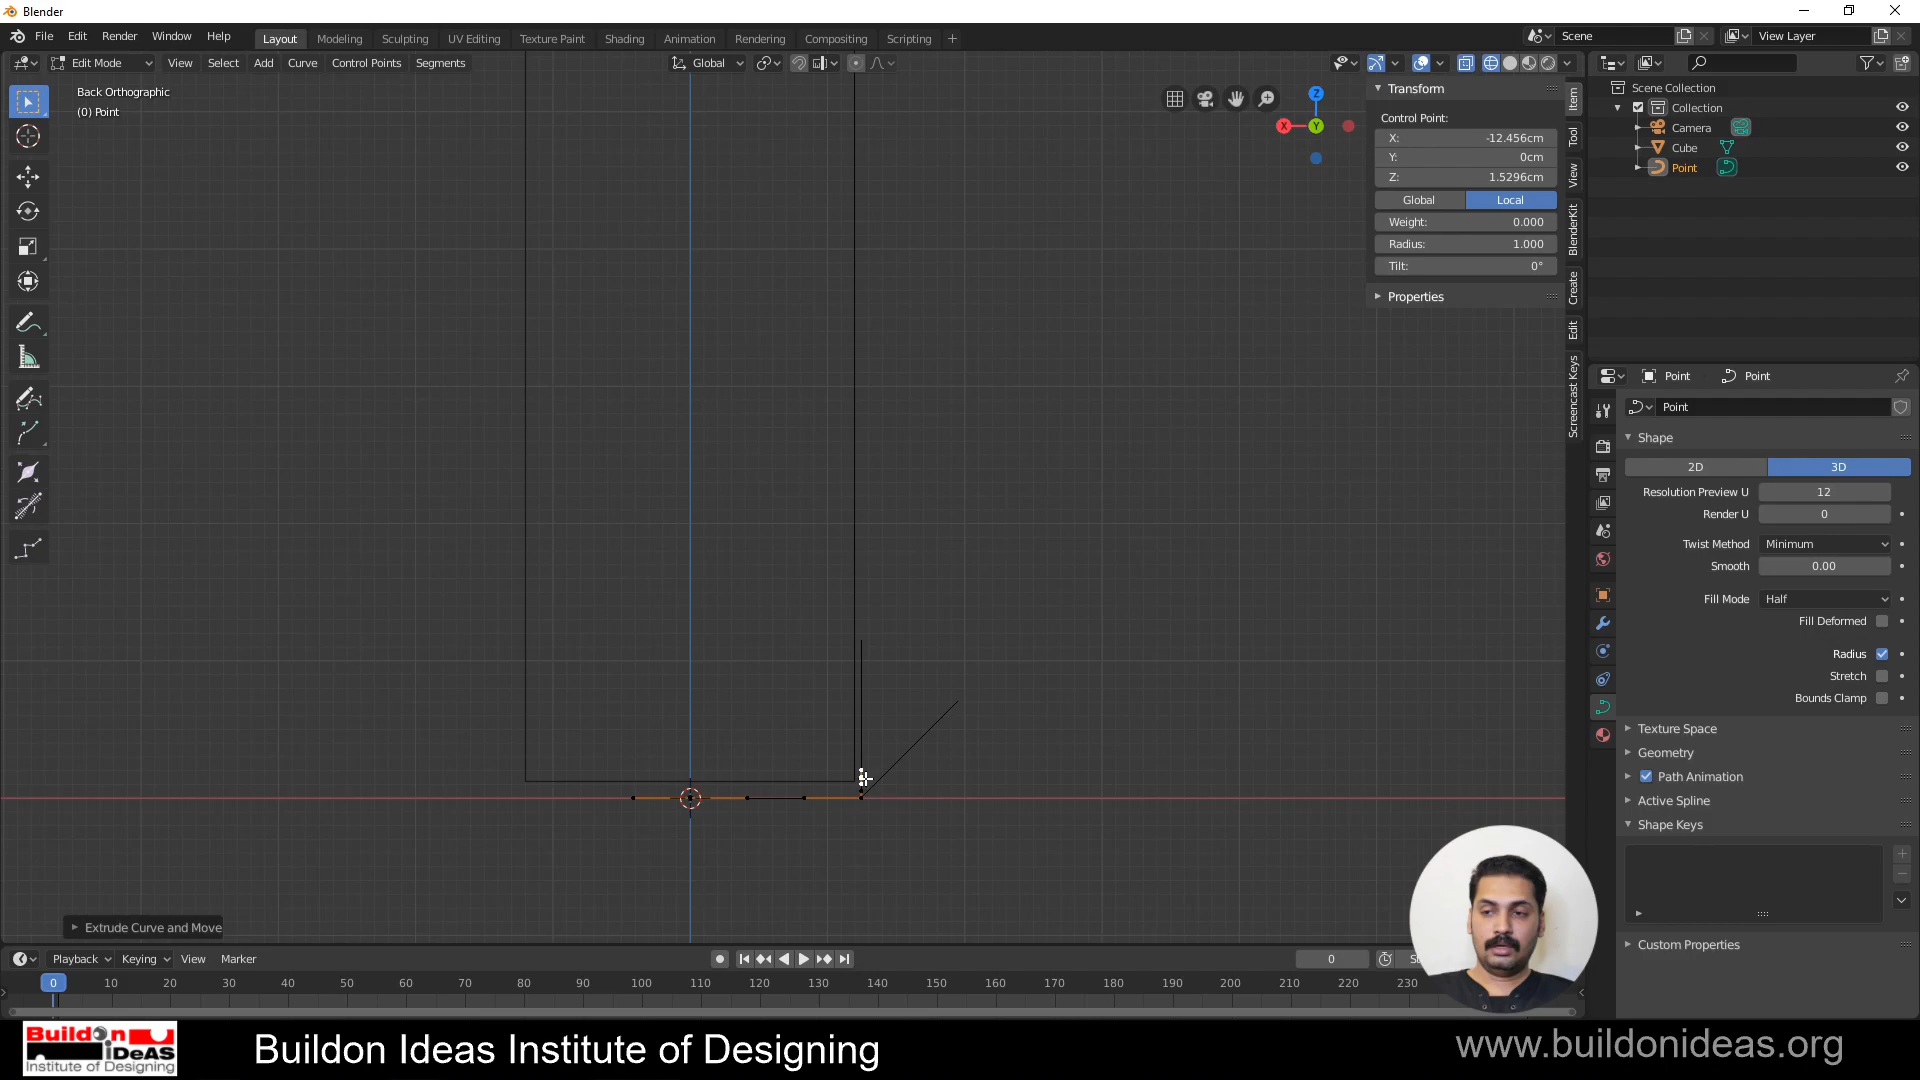 Blender
File Edit Render Window Help
Layout Modeling Sculpting UV Editing Texture Paint Shading Animation Rendering Compositing Scripting +
Scene
View Layer
Edit Mode
View Select Add Curve Control Points Segments
Global
Back Orthographic
(0) Point
Z
X
Y
Transform
Control Point:
X: -12.456cm
Y: 0cm
Z: 1.5296cm
Global Local
Weight: 0.000
Radius: 1.000
Tilt: 0°
Properties
Item
Tool
View
BlenderKit
Create
Edit
Screencast Keys
Scene Collection
Collection
Camera
Cube
Point
Point Point
Point
Shape
2D 3D
Resolution Preview U 12
Render U 0
Twist Method Minimum
Smooth 0.00
Fill Mode Half
Fill Deformed
Radius
Stretch
Bounds Clamp
Texture Space
Geometry
Path Animation
Active Spline
Shape Keys
Custom Properties
Extrude Curve and Move
Playback Keying View Marker
0
0 10 20 30 40 50 60 70 80 90 100 110 120 130 140 150 160 170 180 190 200 210 220 230
Buildon
iDeAS
Institute of Designing
Buildon Ideas Institute of Designing
www.buildonideas.org